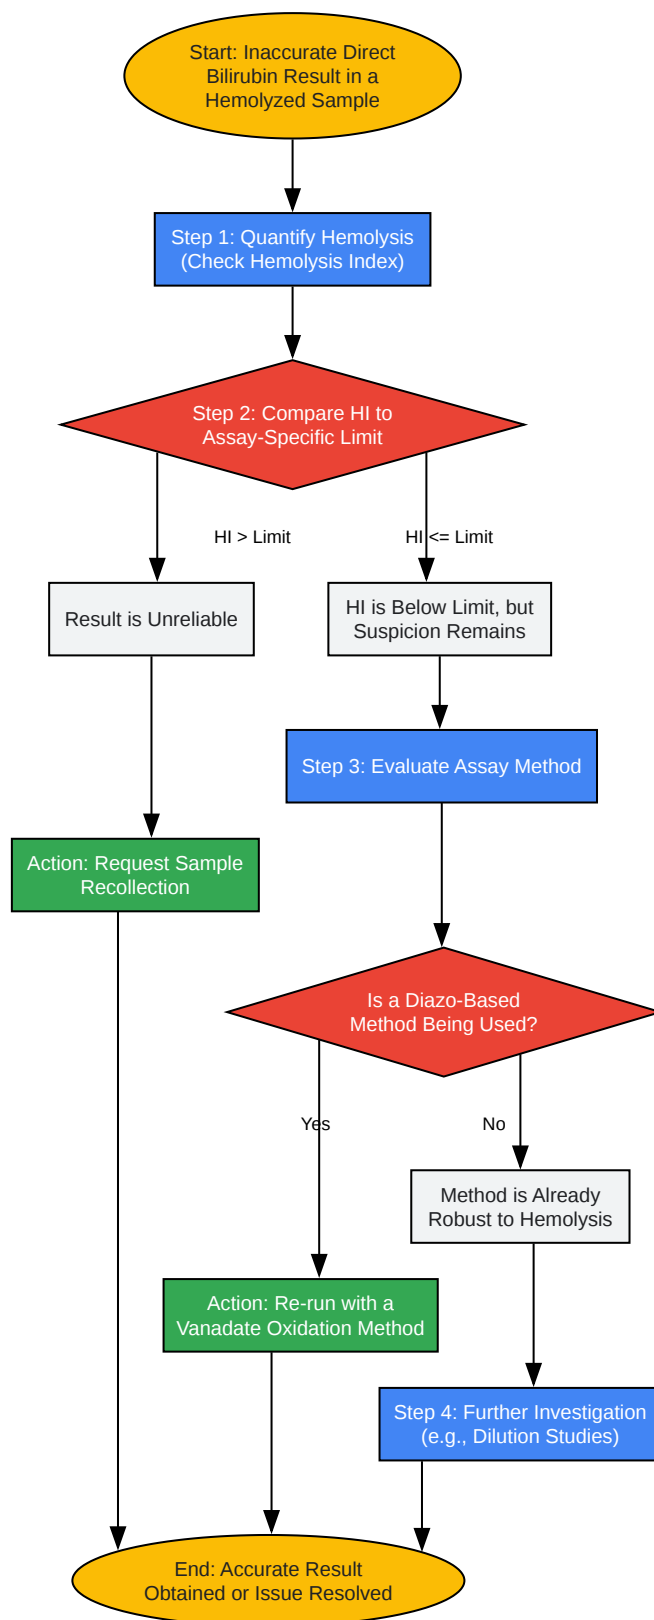 Start: Inaccurate Direct
Bilirubin Result in a
Hemolyzed Sample
Step 1: Quantify Hemolysis
(Check Hemolysis Index)
Step 2: Compare HI to
Assay-Specific Limit
HI > Limit
HI <= Limit
Result is Unreliable
HI is Below Limit, but
Suspicion Remains
Step 3: Evaluate Assay Method
Action: Request Sample
Recollection
Is a Diazo-Based
Method Being Used?
Yes
No
Method is Already
Robust to Hemolysis
Action: Re-run with a
Vanadate Oxidation Method
Step 4: Further Investigation
(e.g., Dilution Studies)
End: Accurate Result
Obtained or Issue Resolved